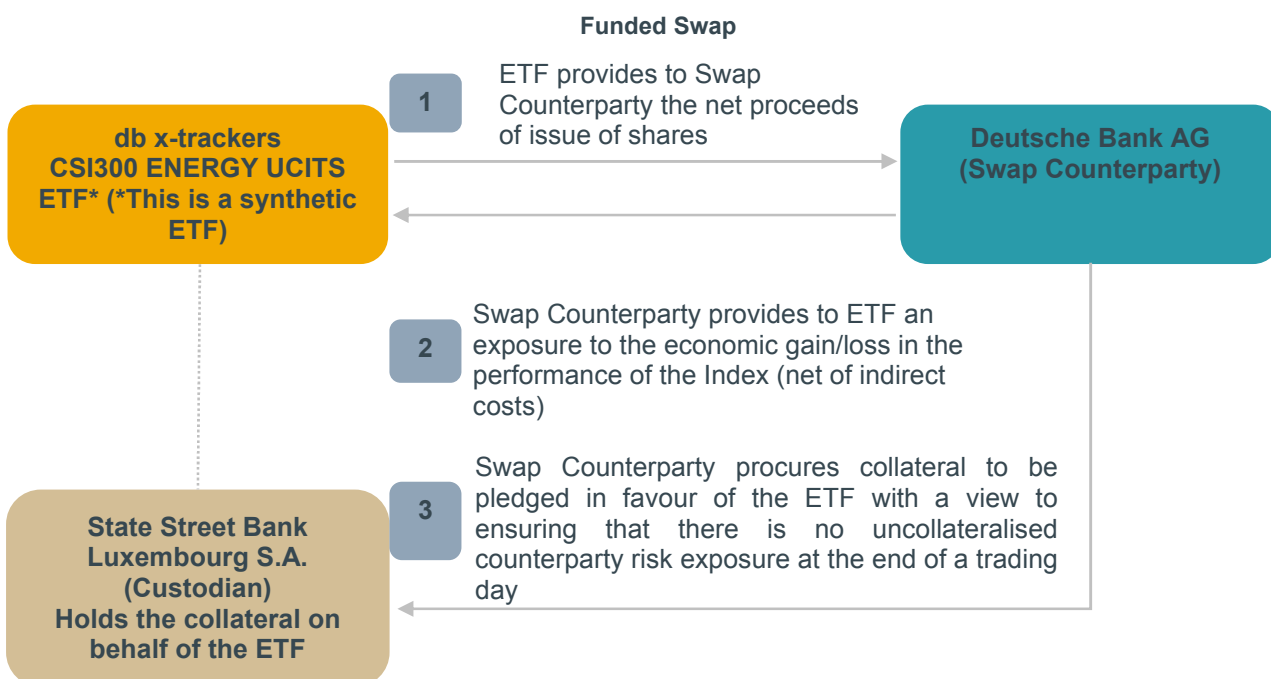 Funded Swap
1
ETF provides to Swap
Counterparty the net proceeds
of issue of shares
db x-trackers
CSI300 ENERGY UCITS
ETF* (*This is a synthetic
ETF)
Deutsche Bank AG
(Swap Counterparty)
2
Swap Counterparty provides to ETF an
exposure to the economic gain/loss in the
performance of the Index (net of indirect
costs)
3
Swap Counterparty procures collateral to be
pledged in favour of the ETF with a view to
ensuring that there is no uncollateralised
counterparty risk exposure at the end of a trading
day
State Street Bank
Luxembourg S.A.
(Custodian)
Holds the collateral on
behalf of the ETF